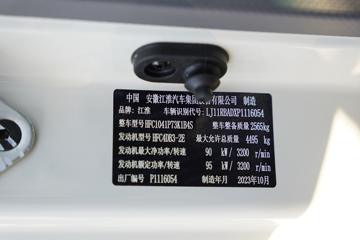 中国 安徽江淮汽车集团股份有限公司 制造
品牌: 江淮 车辆识别代号: LJ11RBADXP1116054
整车型号 HFC1041P73K1B4S 整车整备质量 2565kg
发动机型号 HFC4DB3-2E 最大允许总质量 4495 kg
发动机最大净功率/转速 90 kW/ 3200 r/min
发动机额定功率/转速 95 kW/ 3200 r/min
出厂编号 P1116054 制造年月 2023年10月